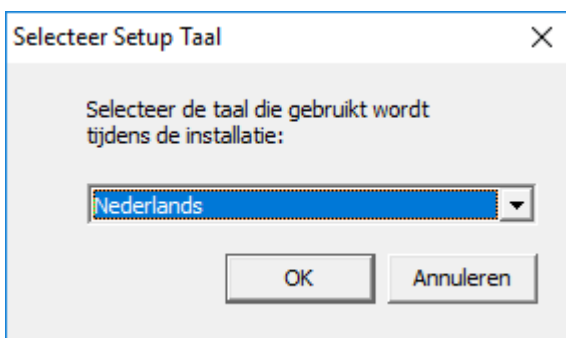 Selecteer Setup Taal
Selecteer de taal die gebruikt wordt
tijdens de installatie:
Nederlands
OK
Annuleren